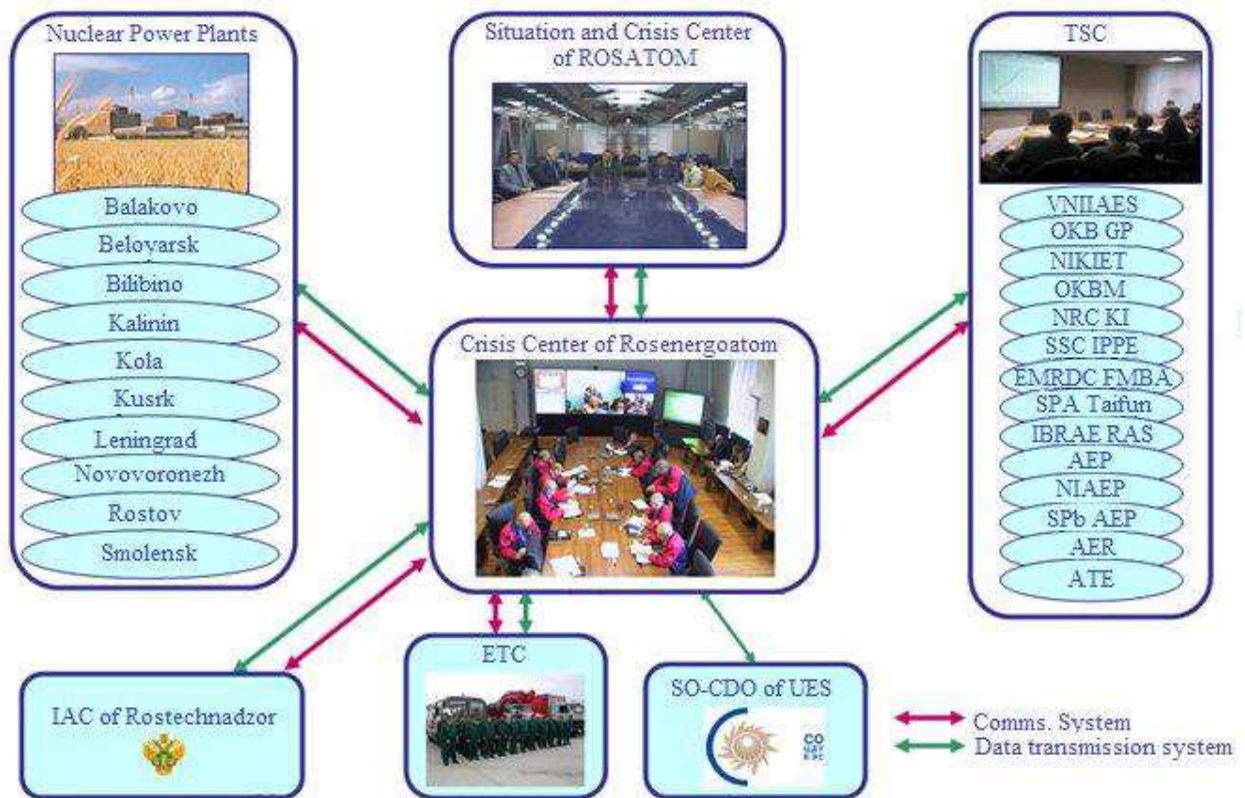 Nuclear Power Plants
Balakovo
Beloyarsk
Bilibino
Kalinin
Kola
Kusrk
Leningrad
Novovoronezh
Rostov
Smolensk
Situation and Crisis Center
of ROSATOM
TSC
VNIIAES
OKB GP
NIKIET
OKBM
NRC KI
SSC IPPE
EMRDC FMBA
SPA Taifun
IBRAE RAS
AEP
NIAEP
SPb AEP
AER
ATE
Crisis Center of Rosenergoatom
IAC of Rostechnadzor
ETC
SO-CDO of UES
СО
Comms. System
Data transmission system